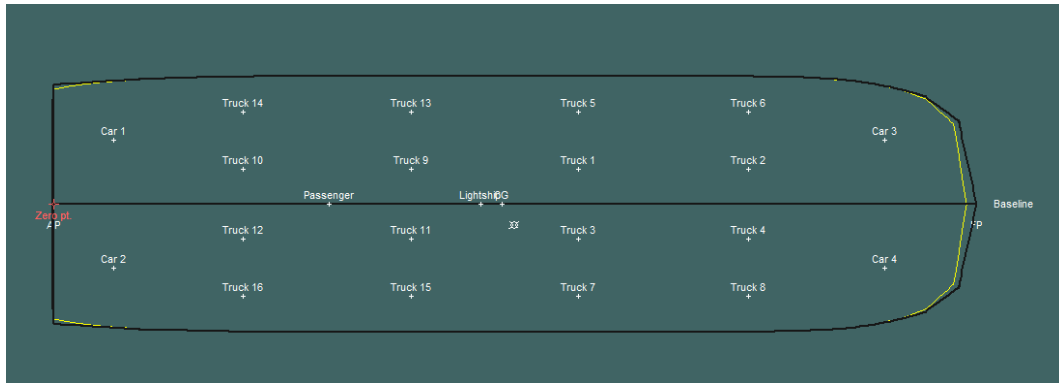 Truck 14 Truck 13 Truck 5 Truck 6
Car 1 Car 3
Truck 10 Truck 9 Truck 1 Truck 2
Passenger Lightship CG Baseline
Zero pt.
AP FP
Truck 12 Truck 11 Truck 3 Truck 4
Car 2 Car 4
Truck 16 Truck 15 Truck 7 Truck 8